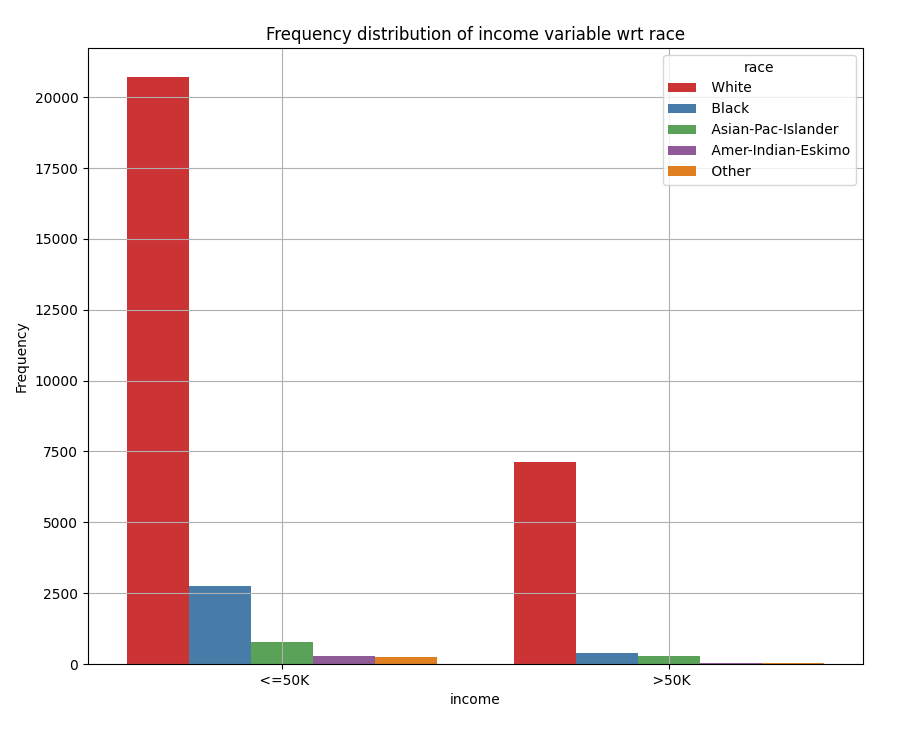 Frequency distribution of income variable wrt race
race
White
Black
Asian-Pac-Islander
Amer-Indian-Eskimo
Other
20000
17500
15000
12500
10000
7500
5000
2500
0
Frequency
<=50K
>50K
income